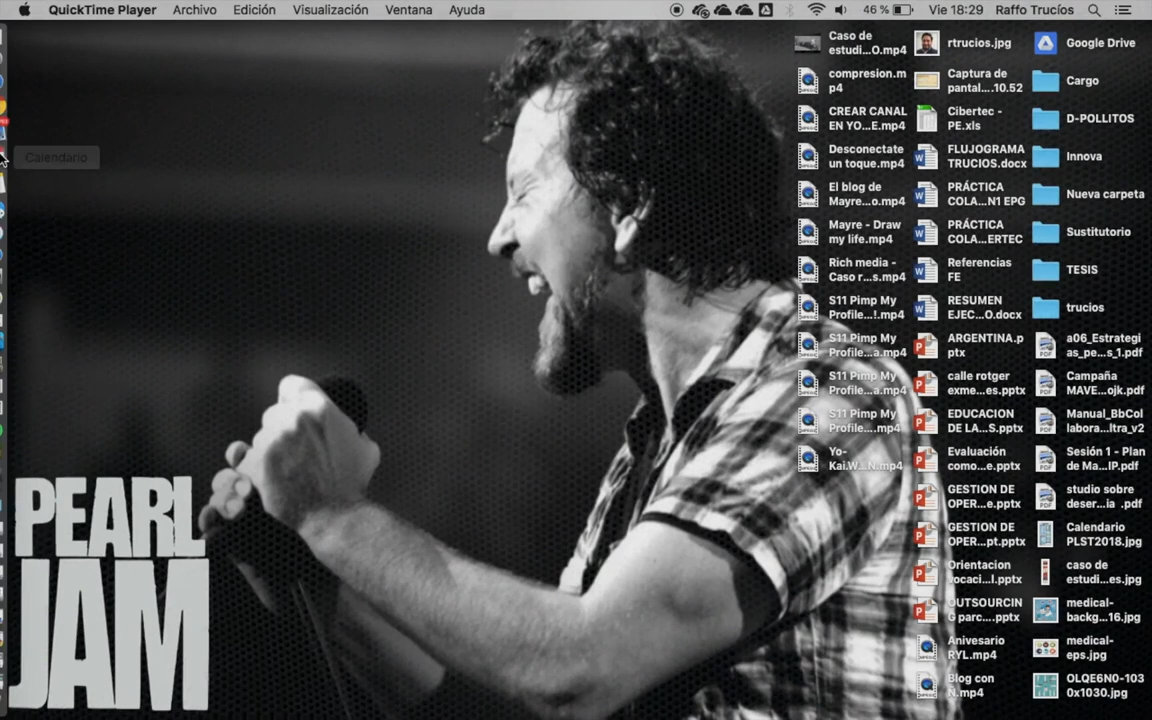 QuickTime Player Archivo Edición Visualización Ventana Ayuda 46 % Vie 18:29 Raffo Trucíos
Calendario
Caso de
estudi...O.mp4
compresion.m
p4
CREAR CANAL
EN YO...E.mp4
Desconectate
un toque.mp4
El blog de
Mayre...o.mp4
Mayre - Draw
my life.mp4
Rich media -
Caso r...s.mp4
S11 Pimp My
Profile...!.mp4
S11 Pimp My
Profile...a.mp4
S11 Pimp My
Profile...a.mp4
S11 Pimp My
Profile....mp4
Yo-
Kai.W...N.mp4
rtrucios.jpg
Captura de
pantal....10.52
Cibertec -
PE.xls
FLUJOGRAMA
TRUCIOS.docx
PRÁCTICA
COLA...N1 EPG
PRÁCTICA
COLA...ERTEC
Referencias
FE
RESUMEN
EJEC...O.docx
ARGENTINA.p
ptx
calle rotger
exme...es.pptx
EDUCACION
DE LA...S.pptx
Evaluación
como...e.pptx
GESTION DE
OPER...e.pptx
GESTION DE
OPER...pt.pptx
Orientacion
vocaci...l.pptx
OUTSOURCIN
G parc....pptx
Anivesario
RYL.mp4
Blog con
N.mp4
Google Drive
Cargo
D-POLLITOS
Innova
Nueva carpeta
Sustitutorio
TESIS
trucios
a06_Estrategi
as_pe...s_1.pdf
Campaña
MAVE...ojk.pdf
Manual_BbCol
labora...ltra_v2
Sesión 1 - Plan
de Ma...IP.pdf
studio sobre
deser...ia .pdf
Calendario
PLST2018.jpg
caso de
estudi...es.jpg
medical-
backg...16.jpg
medical-
eps.jpg
OLQE6N0-103
0x1030.jpg
PEARL
JAM